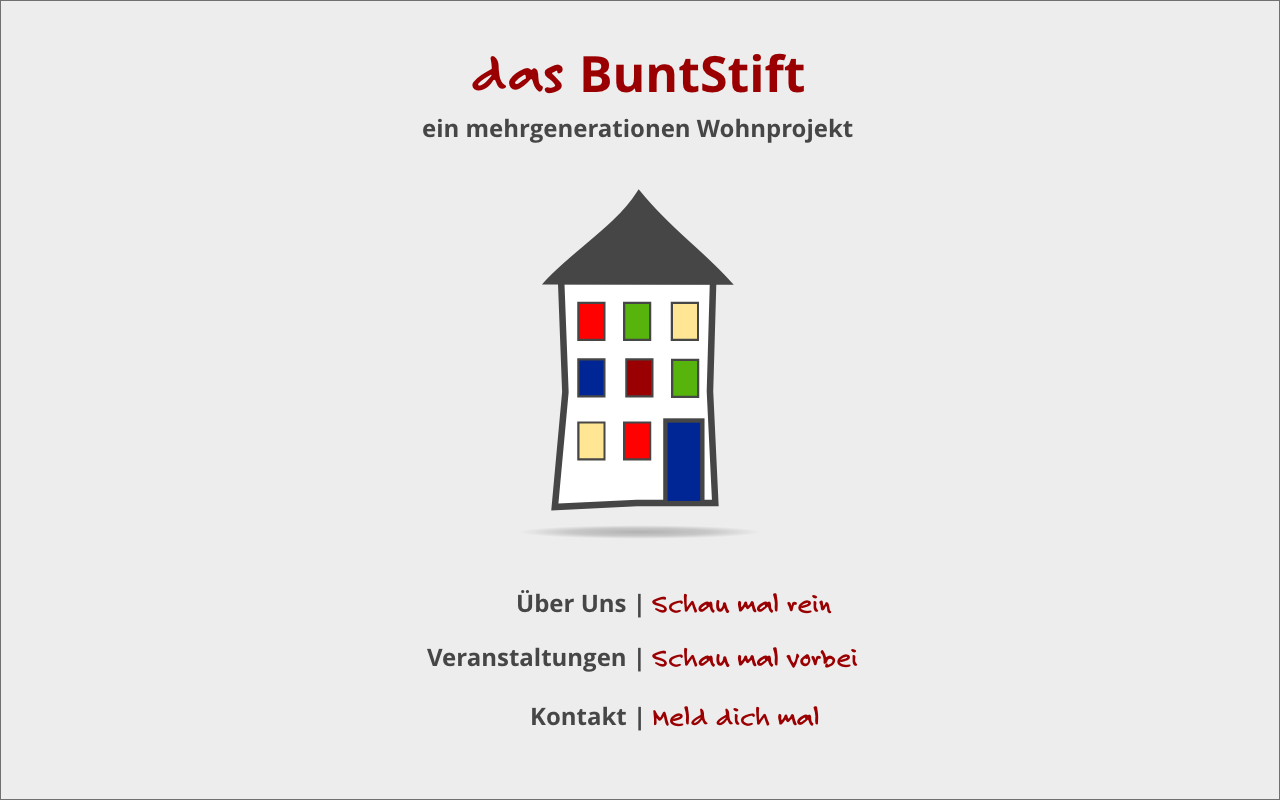 das BuntStift
ein mehrgenerationen Wohnprojekt
Über Uns | Schau mal rein
Veranstaltungen | Schau mal vorbei
Kontakt | Meld dich mal